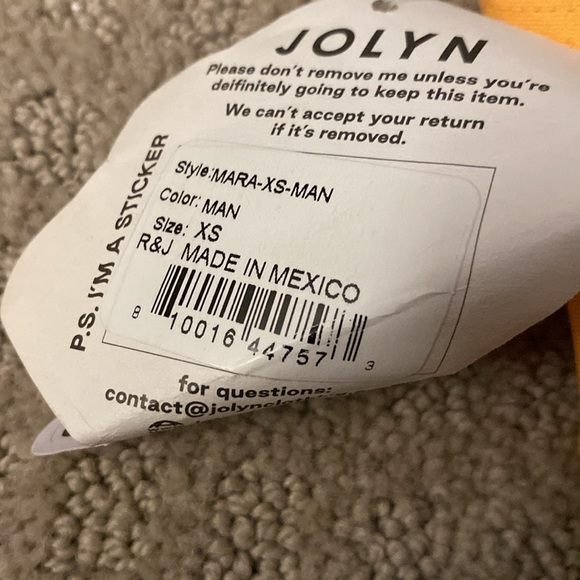 JOLYN
Please don't remove me unless you're
deifinitely going to keep this item.
We can't accept your return
if it's removed.
P.S. I'M A STICKER
Style:MARA-XS-MAN
Color: MAN
Size: XS
R&J MADE IN MEXICO
8 10016 44757 3
for questions: